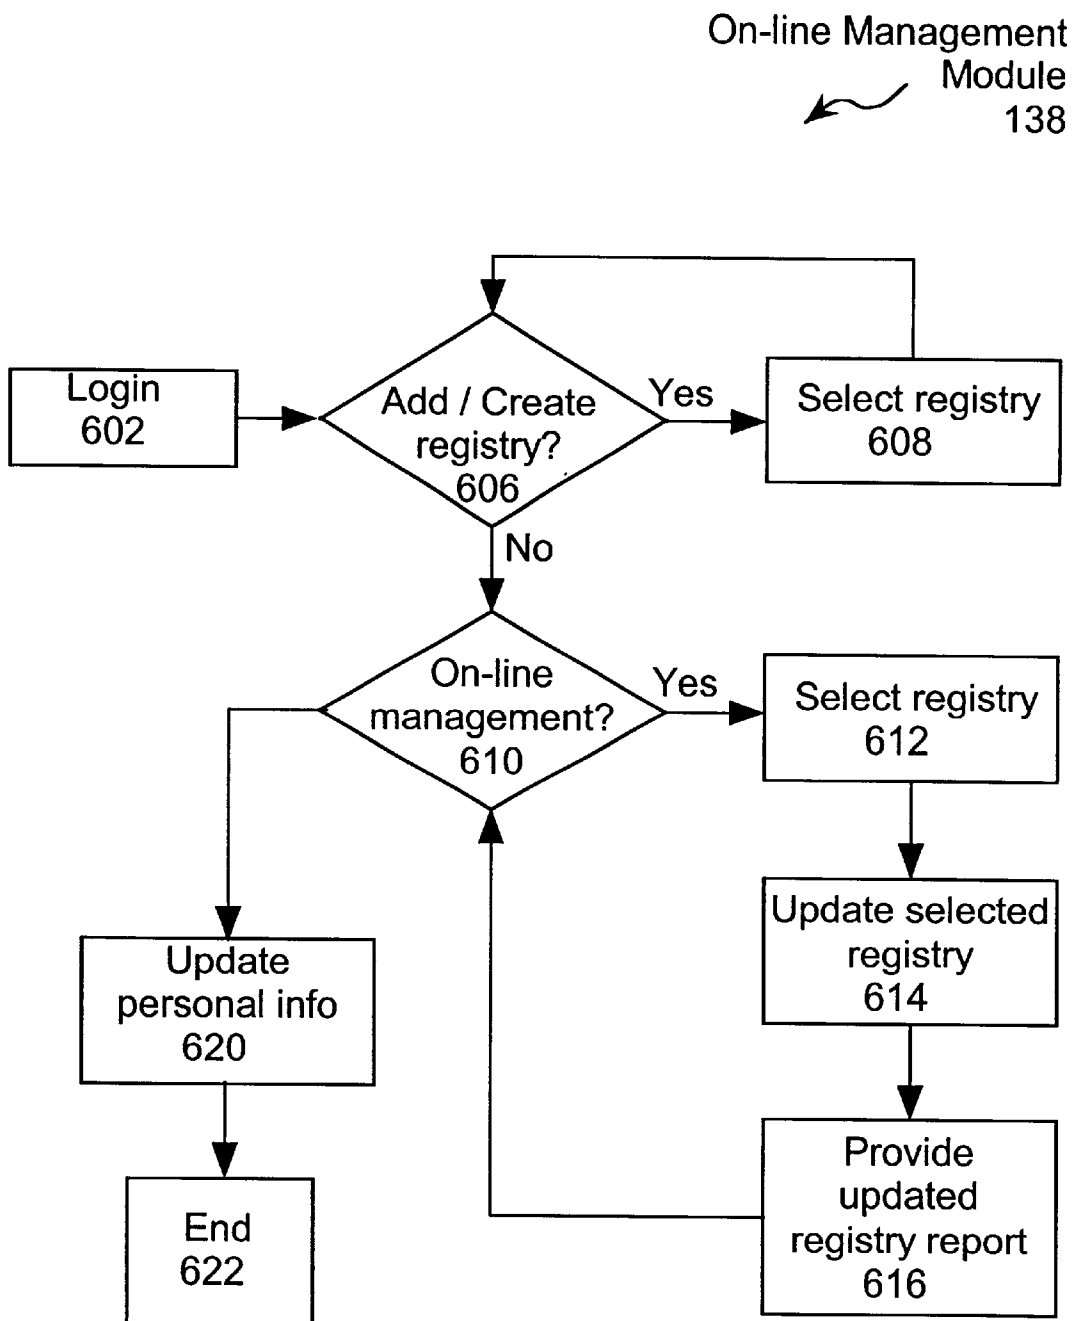 On-line Management
Module
138
Login
602
Add / Create
registry?
606
Yes
Select registry
608
No
On-line
management?
610
Yes
Select registry
612
Update selected
registry
614
Update
personal info
620
Provide
updated
registry report
616
End
622